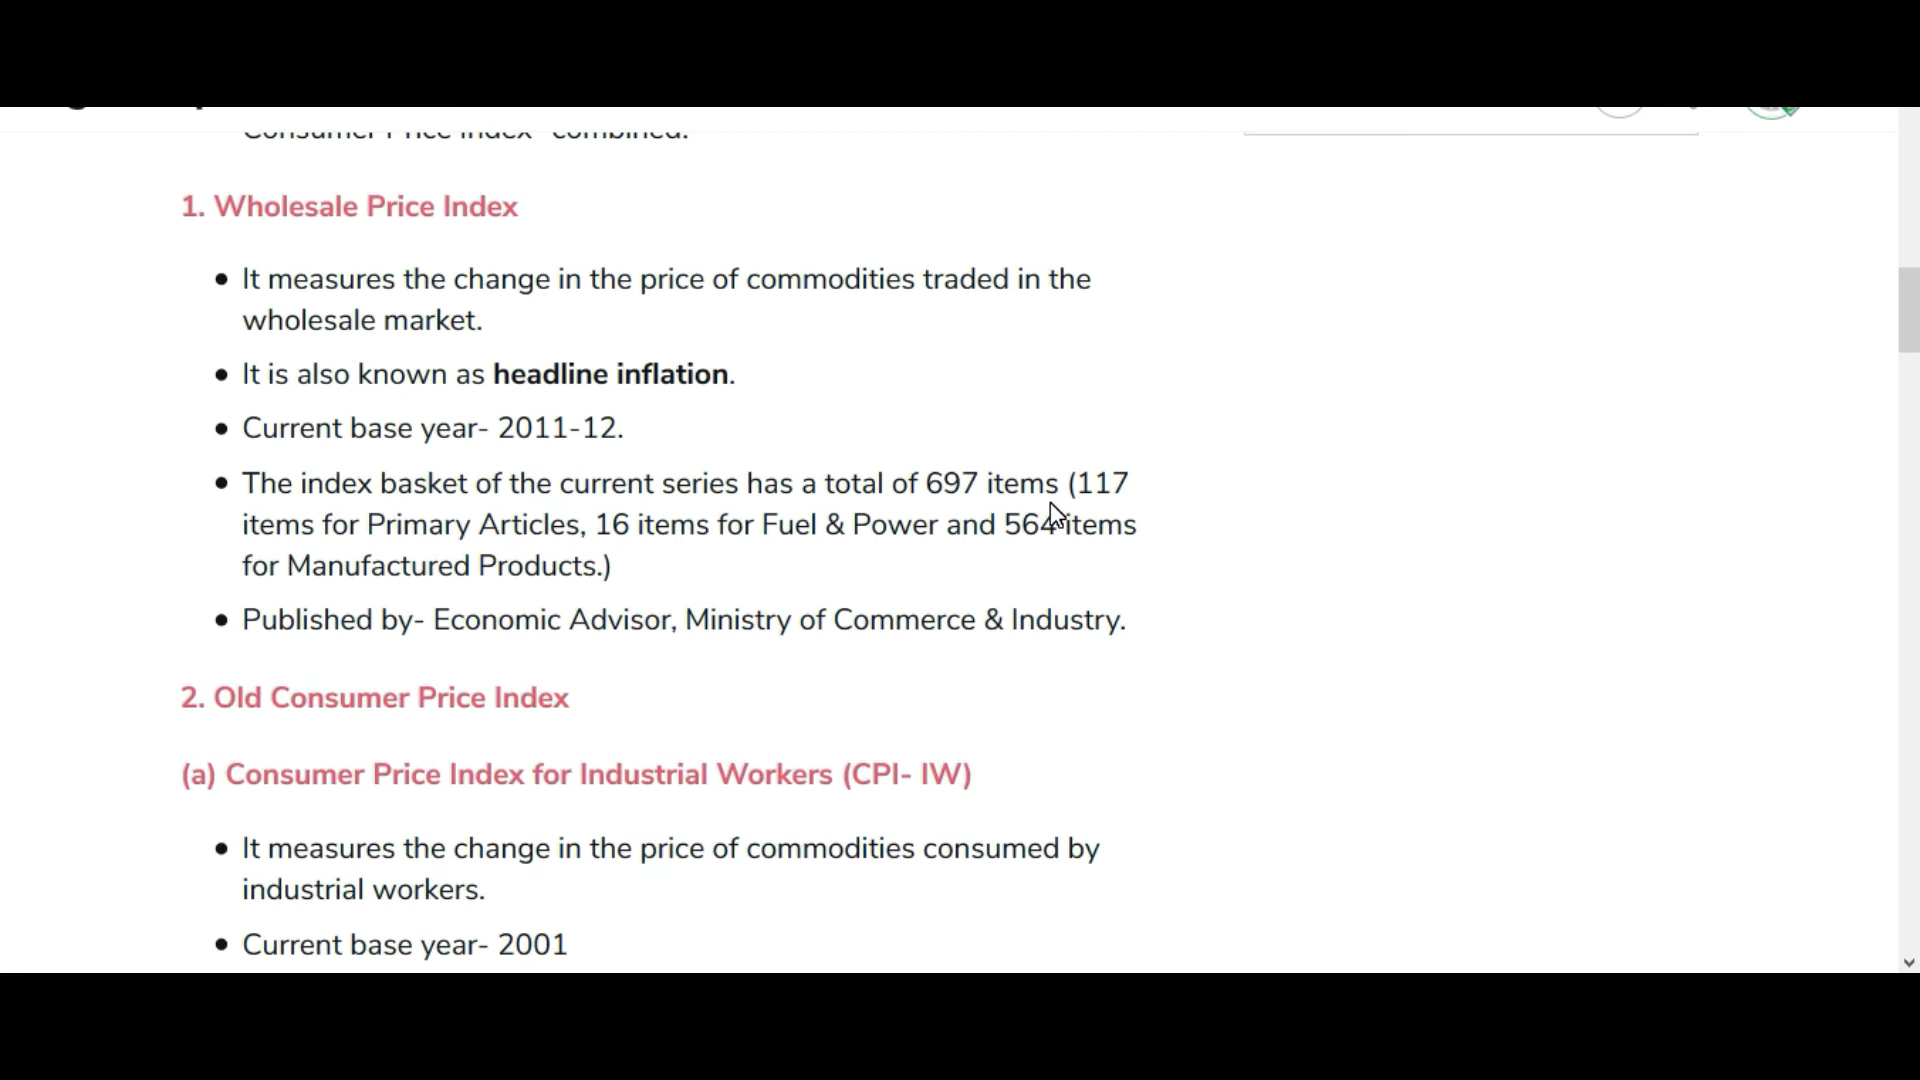 Consumer Price Index- combined.
1. Wholesale Price Index
• It measures the change in the price of commodities traded in the
wholesale market.
• It is also known as headline inflation.
• Current base year- 2011-12.
• The index basket of the current series has a total of 697 items (117
items for Primary Articles, 16 items for Fuel & Power and 564 items
for Manufactured Products.)
• Published by- Economic Advisor, Ministry of Commerce & Industry.
2. Old Consumer Price Index
(a) Consumer Price Index for Industrial Workers (CPI- IW)
• It measures the change in the price of commodities consumed by
industrial workers.
• Current base year- 2001